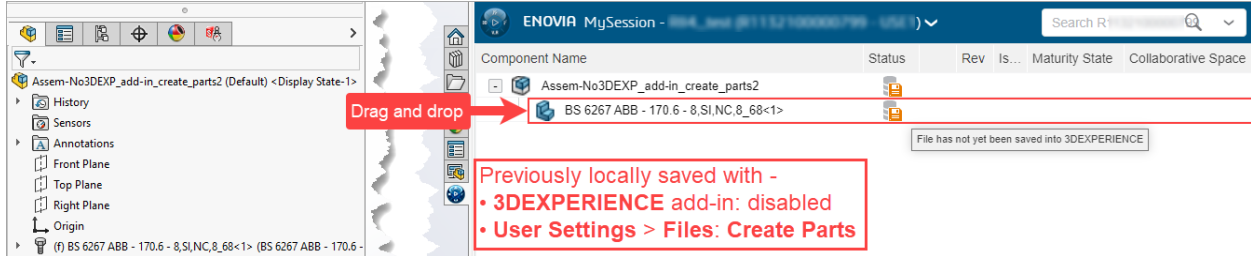 Assem-No3DEXP_add-in_create_parts2 (Default) <Display State-1>
History
Sensors
Annotations
Front Plane
Top Plane
Right Plane
Origin
(f) BS 6267 ABB - 170.6 - 8,SI,NC,8_68<1> (BS 6267 ABB - 170.6 -
Drag and drop
ENOVIA MySession - )
Search R1
Component Name Status Rev Is... Maturity State Collaborative Space
Assem-No3DEXP_add-in_create_parts2
BS 6267 ABB - 170.6 - 8,SI,NC,8_68<1>
File has not yet been saved into 3DEXPERIENCE
Previously locally saved with -
• 3DEXPERIENCE add-in: disabled
• User Settings > Files: Create Parts